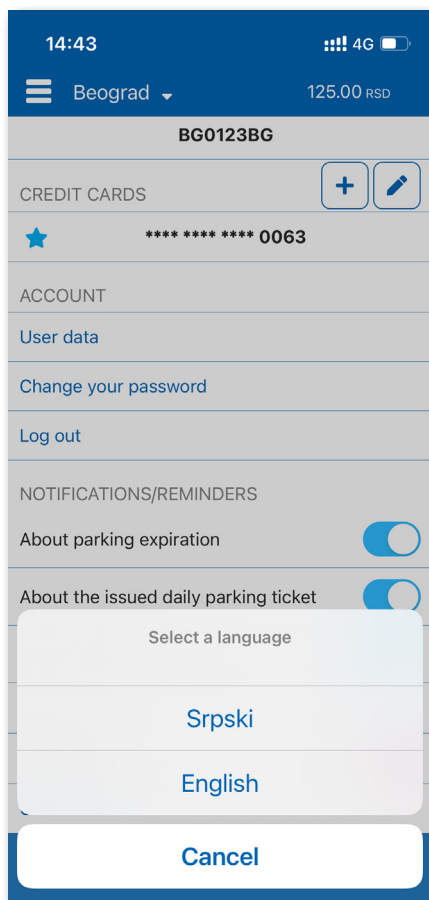 14:43 4G
Beograd 125.00 RSD
BG0123BG
CREDIT CARDS
**** **** **** 0063
ACCOUNT
User data
Change your password
Log out
NOTIFICATIONS/REMINDERS
About parking expiration
About the issued daily parking ticket
Select a language
Srpski
English
Cancel